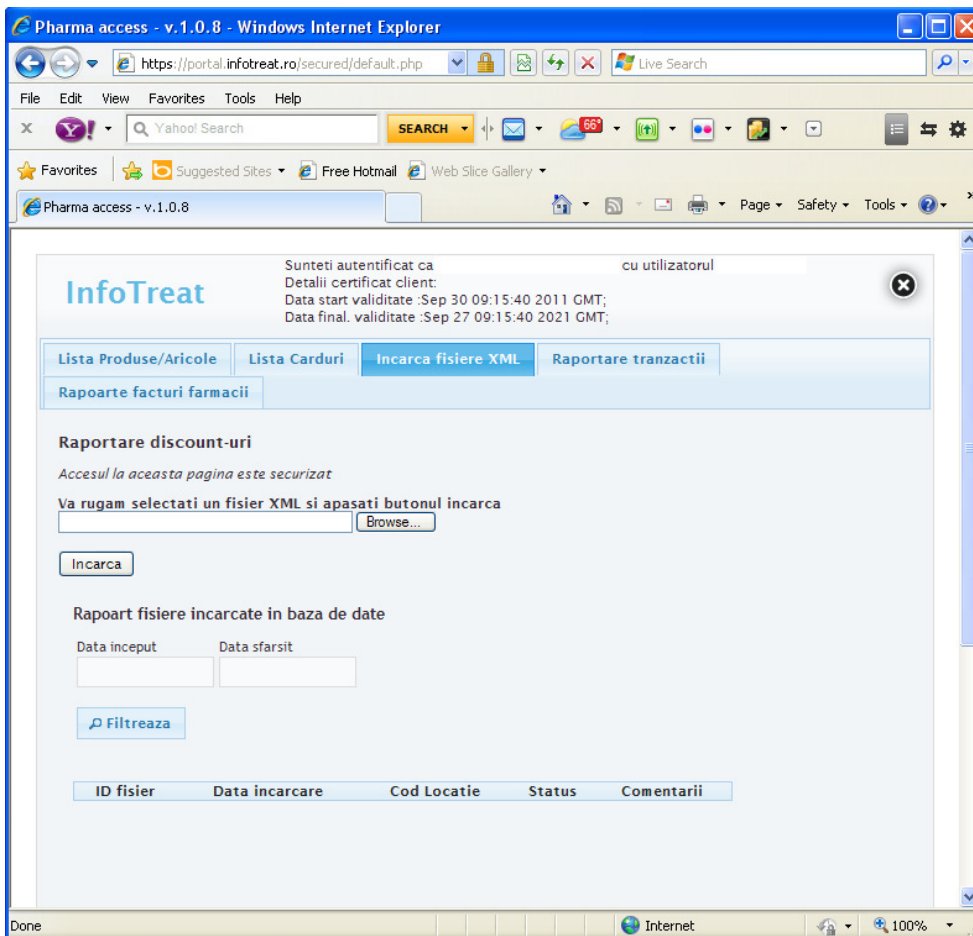 Pharma access - v.1.0.8 - Windows Internet Explorer
https://portal.infotreat.ro/secured/default.php
Live Search
File Edit View Favorites Tools Help
X Y! Yahoo! Search SEARCH 66°
Favorites Suggested Sites Free Hotmail Web Slice Gallery
Pharma access - v.1.0.8 Page Safety Tools
InfoTreat
Sunteti autentificat ca cu utilizatorul
Detalii certificat client:
Data start validitate :Sep 30 09:15:40 2011 GMT;
Data final. validitate :Sep 27 09:15:40 2021 GMT;
Lista Produse/Aricole Lista Carduri Incarca fisiere XML Raportare tranzactii
Rapoarte facturi farmacii
Raportare discount-uri
Accesul la aceasta pagina este securizat
Va rugam selectati un fisier XML si apasati butonul incarca
Browse...
Incarca
Rapoart fisiere incarcate in baza de date
Data inceput Data sfarsit
Filtreaza
ID fisier Data incarcare Cod Locatie Status Comentarii
Done Internet 100%